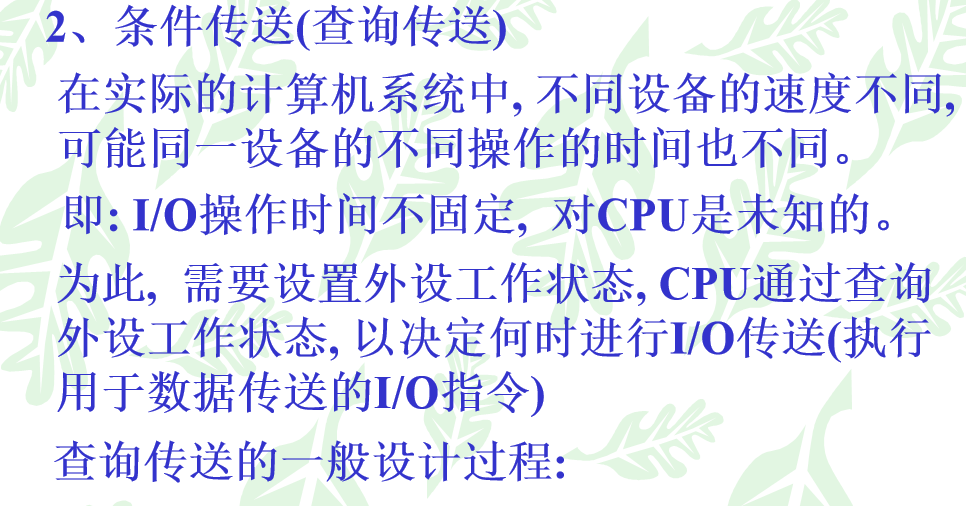 2、条件传送(查询传送)
在实际的计算机系统中, 不同设备的速度不同,
可能同一设备的不同操作的时间也不同。
即: I/O操作时间不固定, 对CPU是未知的。
为此, 需要设置外设工作状态, CPU通过查询
外设工作状态, 以决定何时进行I/O传送(执行
用于数据传送的I/O指令)
查询传送的一般设计过程: